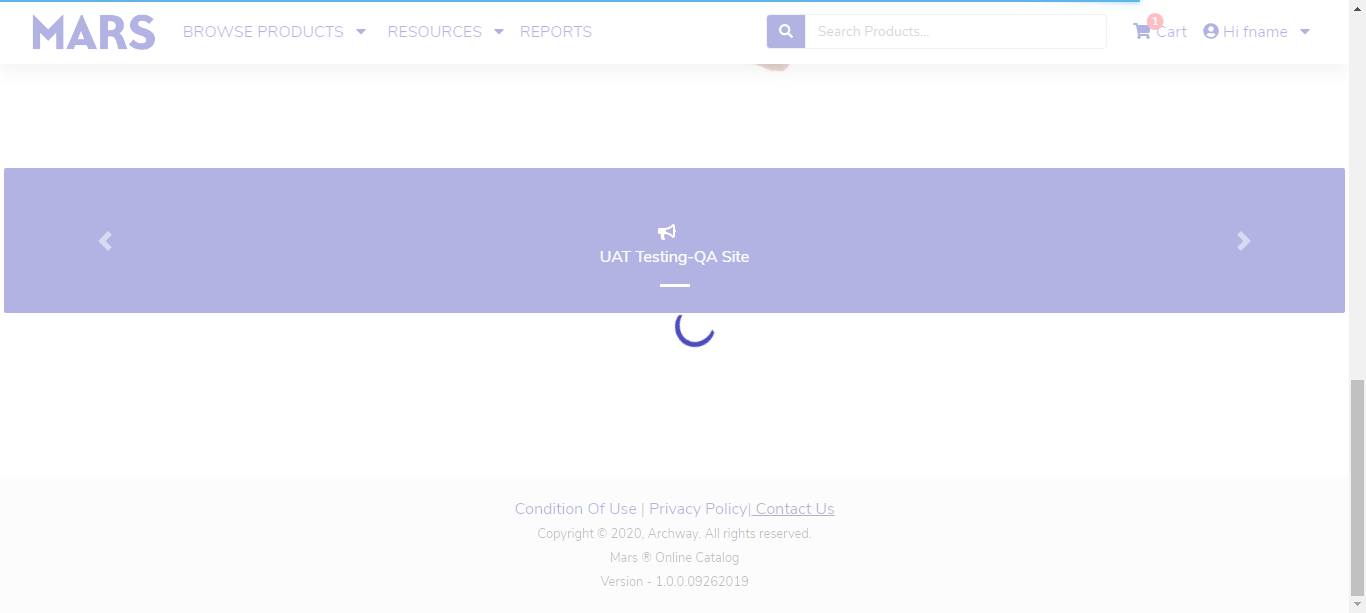 MARS BROWSE PRODUCTS RESOURCES REPORTS Search Products... 1 Cart Hi fname
UAT Testing-QA Site
Condition Of Use | Privacy Policy| Contact Us
Copyright © 2020, Archway. All rights reserved.
Mars ® Online Catalog
Version - 1.0.0.09262019